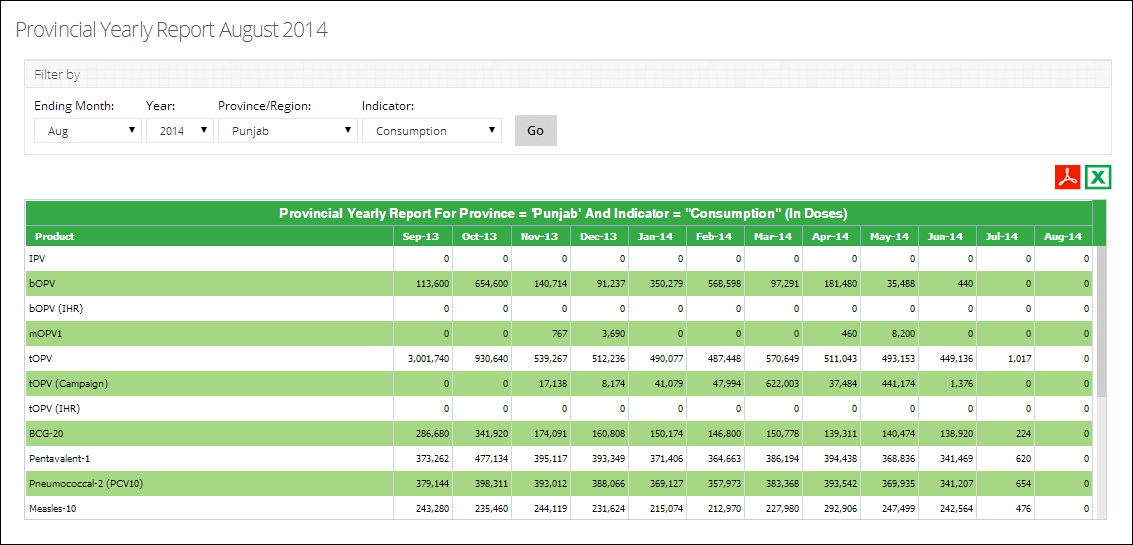 Provincial Yearly Report August 2014
Filter by
Ending Month: Year: Province/Region: Indicator:
Aug 2014 Punjab Consumption Go
Provincial Yearly Report For Province = 'Punjab' And Indicator = "Consumption" (In Doses)
Product Sep-13 Oct-13 Nov-13 Dec-13 Jan-14 Feb-14 Mar-14 Apr-14 May-14 Jun-14 Jul-14 Aug-14
IPV 0 0 0 0 0 0 0 0 0 0 0 0
bOPV 113,600 654,600 140,714 91,237 350,279 568,598 97,291 181,480 35,488 440 0 0
bOPV (IHR) 0 0 0 0 0 0 0 0 0 0 0 0
mOPV1 0 0 767 3,690 0 0 0 460 8,200 0 0 0
tOPV 3,001,740 930,640 539,267 512,236 490,077 487,448 570,649 511,043 493,153 449,136 1,017 0
tOPV (Campaign) 0 0 17,138 8,174 41,079 47,994 622,003 37,484 441,174 1,376 0 0
tOPV (IHR) 0 0 0 0 0 0 0 0 0 0 0 0
BCG-20 286,680 341,920 174,091 160,808 150,174 146,800 150,778 139,311 140,474 138,920 224 0
Pentavalent-1 373,262 477,134 395,117 393,349 371,406 364,663 386,194 394,438 368,836 341,469 620 0
Pneumococcal-2 (PCV10) 379,144 398,311 393,012 388,066 369,127 357,973 383,368 393,542 369,935 341,207 654 0
Measles-10 243,280 235,460 244,119 231,624 215,074 212,970 227,980 292,906 247,499 242,564 476 0